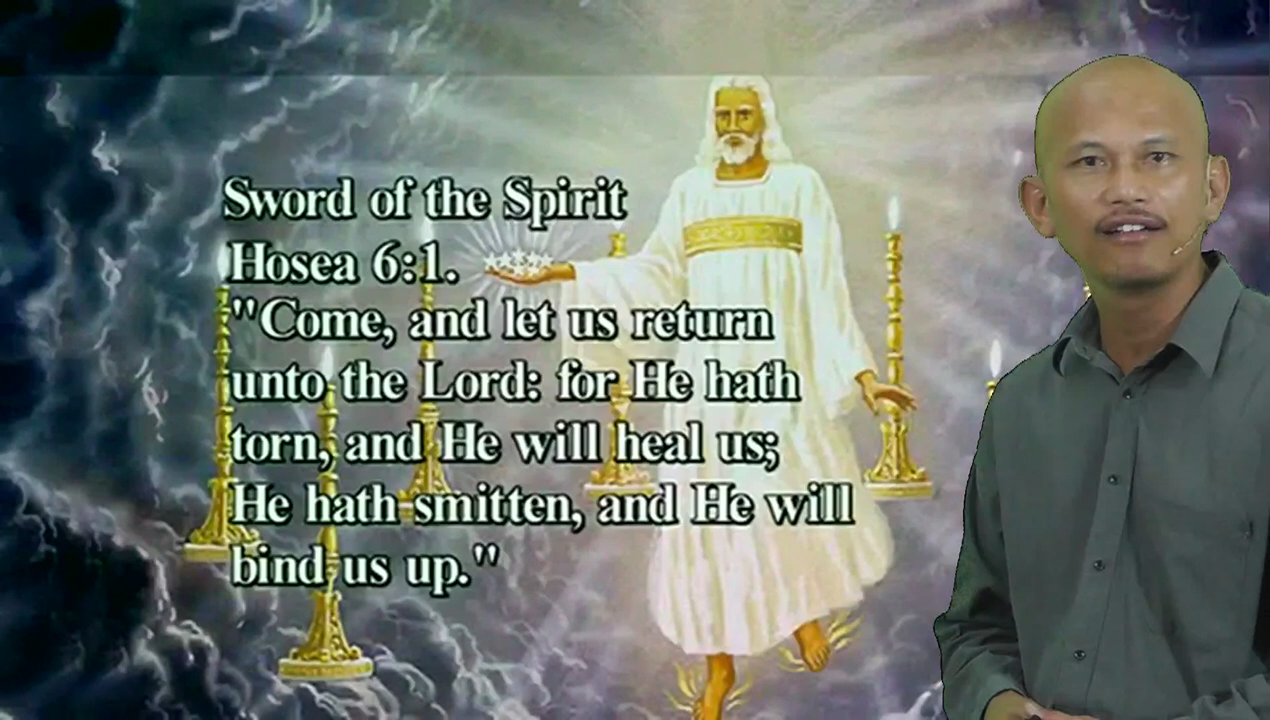 Sword of the Spirit
Hosea 6:1.
"Come, and let us return
unto the Lord: for He hath
torn, and He will heal us;
He hath smitten, and He will
bind us up."